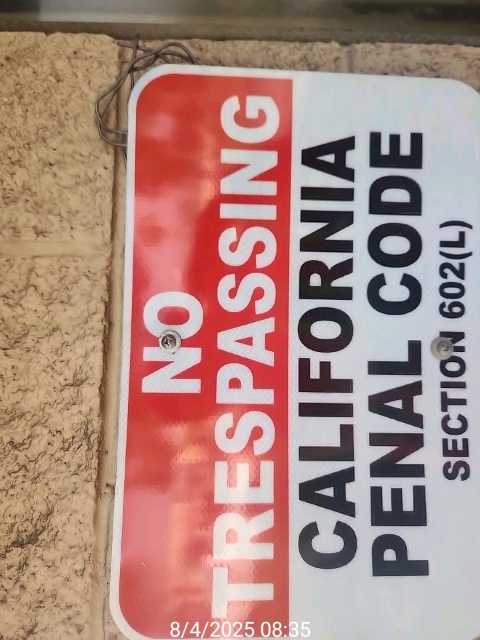 NO
TRESPASSING
CALIFORNIA
PENAL CODE
SECTION 602(L)
8/4/2025 08:35